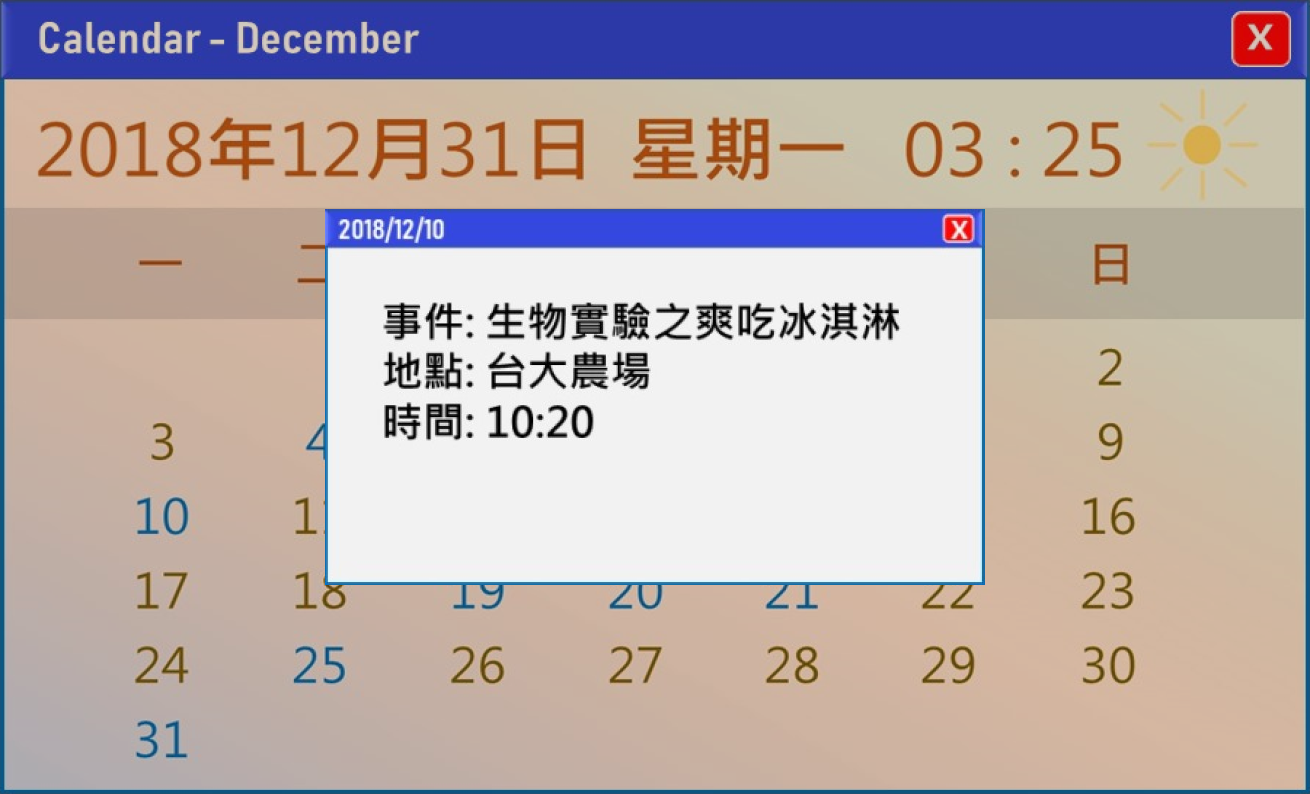 Calendar - December
X
2018年12月31日 星期一 03 : 25
2018/12/10 X
一 日
事件: 生物實驗之爽吃冰淇淋
地點: 台大農場
時間: 10:20
2
3 4 9
10 16
17 18 19 20 21 22 23
24 25 26 27 28 29 30
31